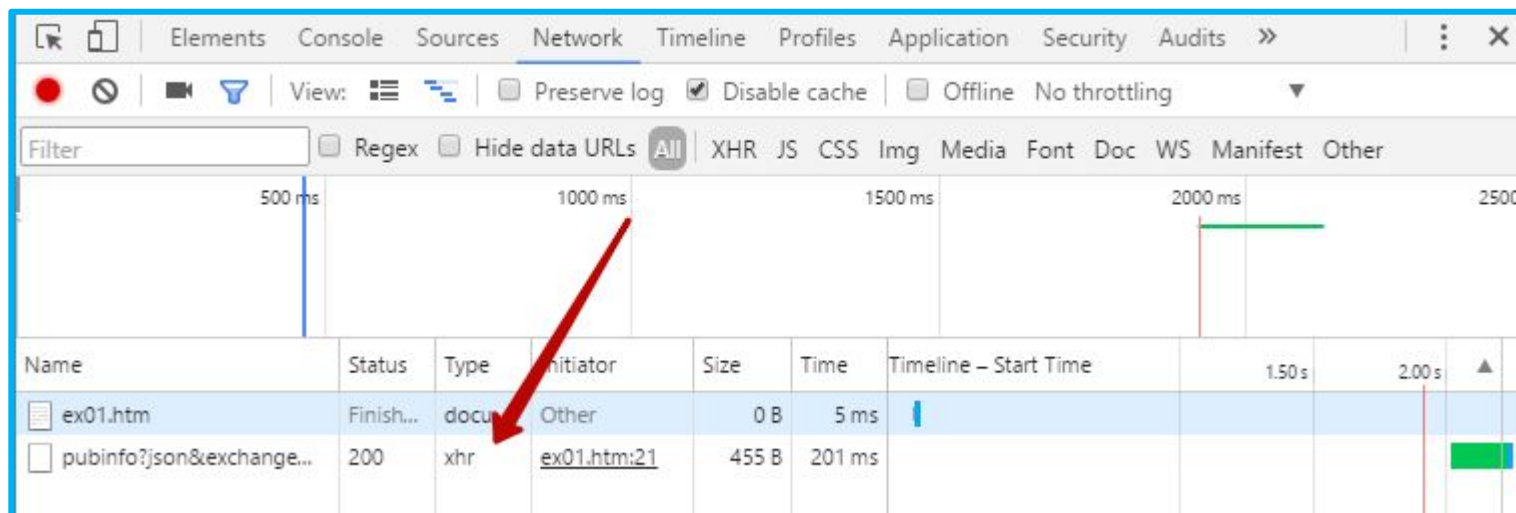 Elements Console Sources Network Timeline Profiles Application Security Audits »
View: Preserve log Disable cache Offline No throttling
Filter Regex Hide data URLs All XHR JS CSS Img Media Font Doc WS Manifest Other
500 ms 1000 ms 1500 ms 2000 ms 2500
Name Status Type Initiator Size Time Timeline – Start Time 1.50 s 2.00 s
ex01.htm Finish... docu Other 0 B 5 ms
pubinfo?json&exchange... 200 xhr ex01.htm:21 455 B 201 ms